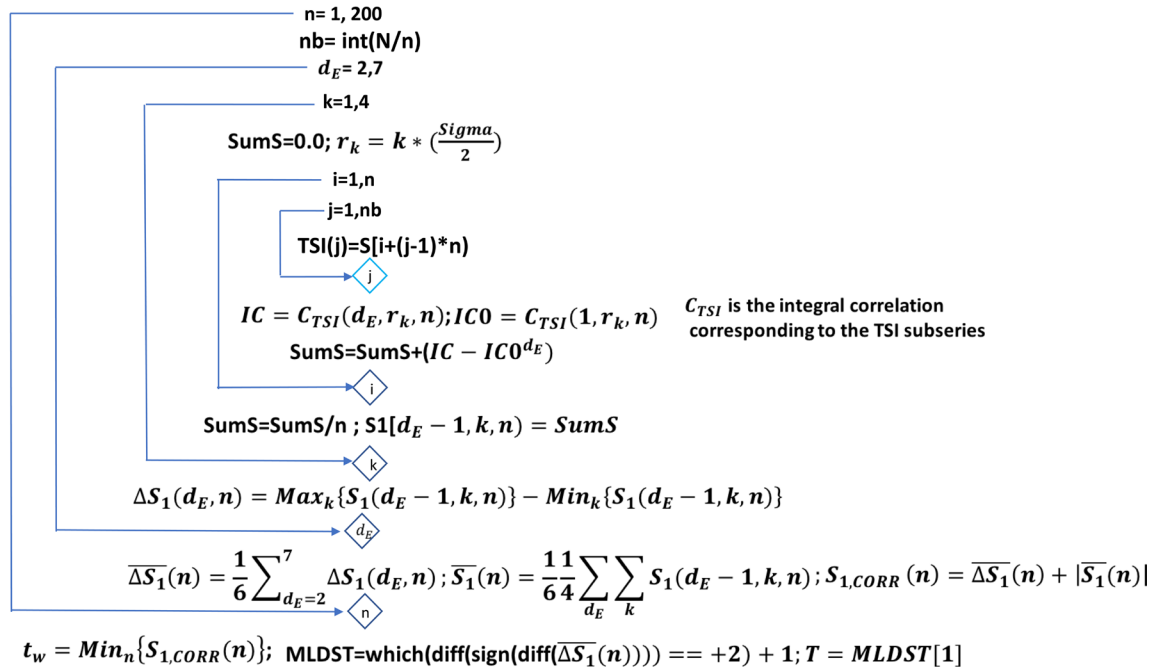 n= 1, 200
nb= int(N/n)
d_E= 2,7
k=1,4
SumS=0.0; r_k = k * (Sigma/2)
i=1,n
j=1,nb
TSI(j)=S[i+(j-1)*n)
j
IC = C_TSI(d_E, r_k, n); IC0 = C_TSI(1, r_k, n)
C_TSI is the integral correlation
corresponding to the TSI subseries
SumS=SumS+(IC − IC0^{d_E})
i
SumS=SumS/n ; S1[d_E − 1, k, n) = SumS
k
ΔS_1(d_E, n) = Max_k{S_1(d_E − 1, k, n)} − Min_k{S_1(d_E − 1, k, n)}
d_E
\overline{ΔS_1}(n) = \frac{1}{6} ∑_{d_E=2}^{7} ΔS_1(d_E, n) ; \overline{S_1}(n) = \frac{1}{6}\frac{1}{4} ∑_{d_E} ∑_k S_1(d_E − 1, k, n); S_{1,CORR} (n) = \overline{ΔS_1}(n) + |\overline{S_1}(n)|
n
t_w = Min_n{S_{1,CORR}(n)}; MLDST=which(diff(sign(diff(\overline{ΔS_1}(n)))) == +2) + 1; T = MLDST[1]